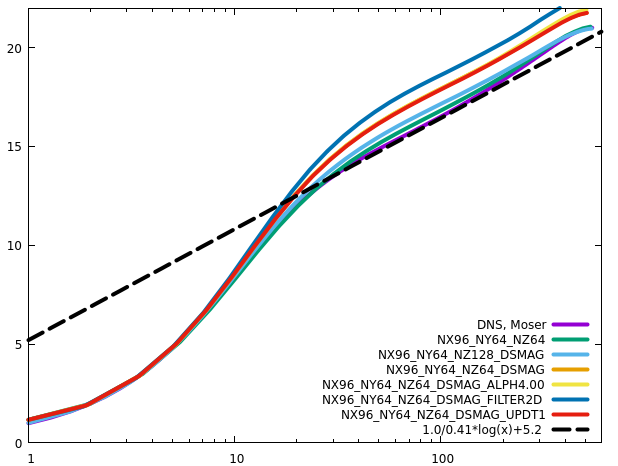 20
15
10
5
0
1
10
100
DNS, Moser
NX96_NY64_NZ64
NX96_NY64_NZ128_DSMAG
NX96_NY64_NZ64_DSMAG
NX96_NY64_NZ64_DSMAG_ALPH4.00
NX96_NY64_NZ64_DSMAG_FILTER2D
NX96_NY64_NZ64_DSMAG_UPDT1
1.0/0.41*log(x)+5.2